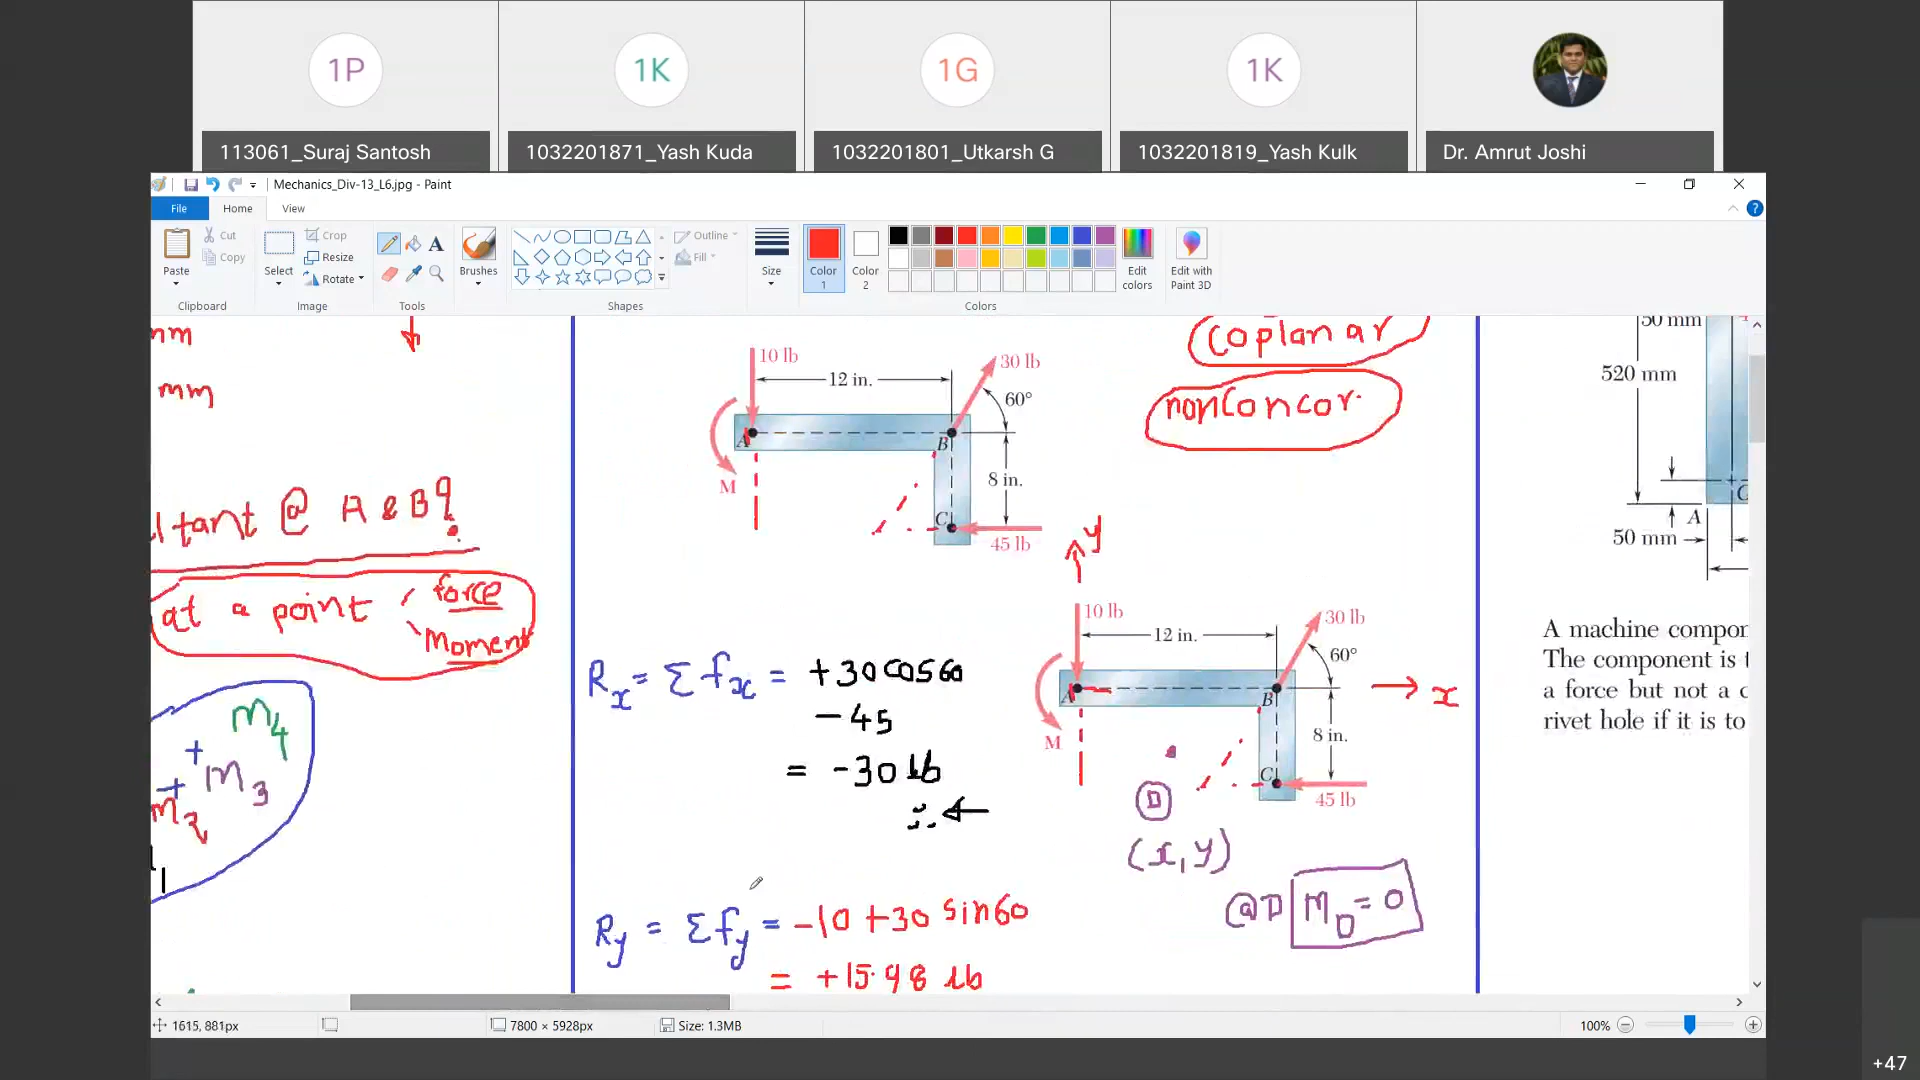 1P
1K
1G
1K
113061_Suraj Santosh
1032201871_Yash Kuda
1032201801_Utkarsh G
1032201819_Yash Kulk
Dr. Amrut Joshi
Mechanics_Div-13_L6.jpg - Paint
File
Home
View
Paste
Cut
Copy
Clipboard
Select
Crop
Resize
Rotate
Image
A
Tools
Brushes
Outline
Fill
Shapes
Size
Color 1
Color 2
Edit colors
Colors
Edit with Paint 3D
mm
mm
ltant @ A & B?
at a point
force
Moment
m4
+
+ m3
m2
10 lb
12 in.
30 lb
60°
A
B
M
8 in.
C
45 lb
coplanar
nonconcor.
y
10 lb
12 in.
30 lb
60°
A
B
x
M
8 in.
C
45 lb
D
(x, y)
@D MD = 0
Rx = Σ fx = +30 cos60
- 45
= -30 lb
∴ ←
Ry = Σ fy = -10 + 30 sin60
= +15.98 lb
50 mm
520 mm
A
50 mm
A machine compon
The component is t
a force but not a c
rivet hole if it is to
1615, 881px
7800 × 5928px
Size: 1.3MB
100%
+47